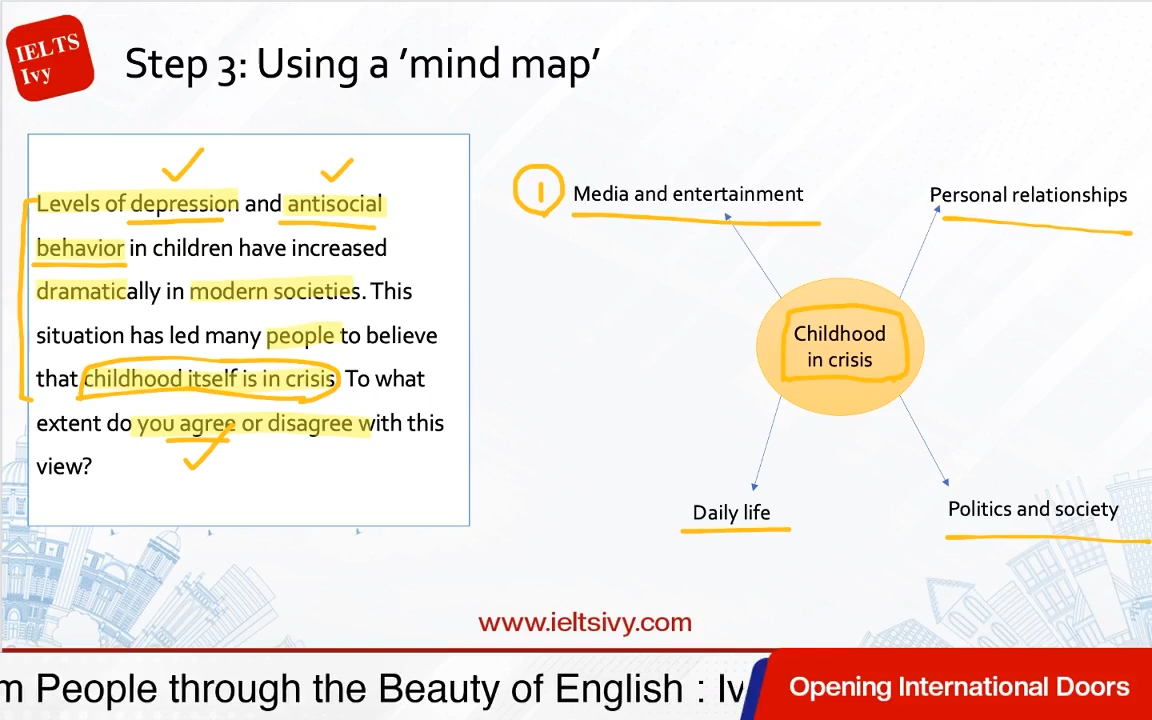 IELTS
Ivy
Step 3: Using a 'mind map'
Levels of depression and antisocial
behavior in children have increased
dramatically in modern societies. This
situation has led many people to believe
that childhood itself is in crisis. To what
extent do you agree or disagree with this
view?
1
Media and entertainment
Personal relationships
Childhood
in crisis
Daily life
Politics and society
www.ieltsivy.com
m People through the Beauty of English : Iv
Opening International Doors